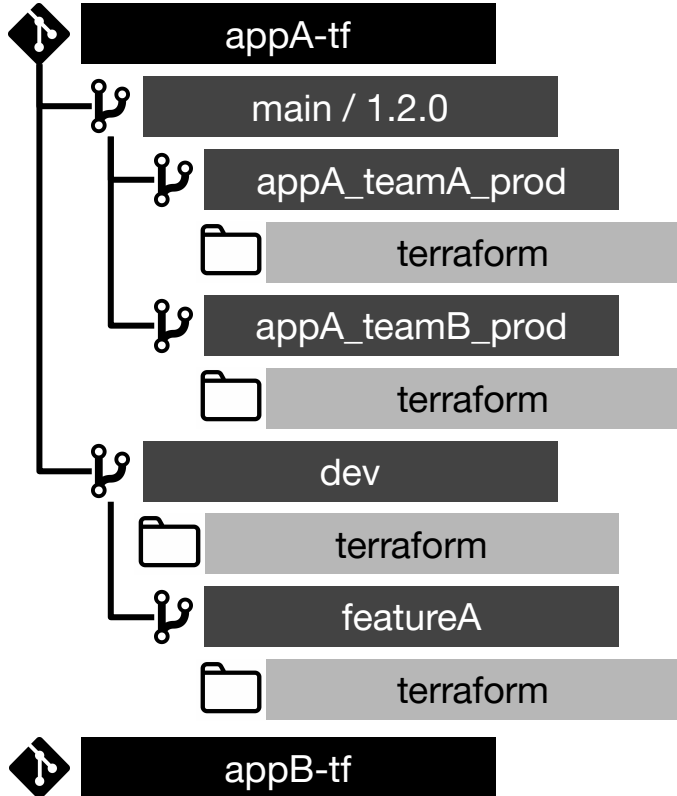 appA-tf
main / 1.2.0
appA_teamA_prod
terraform
appA_teamB_prod
terraform
dev
terraform
featureA
terraform
appB-tf